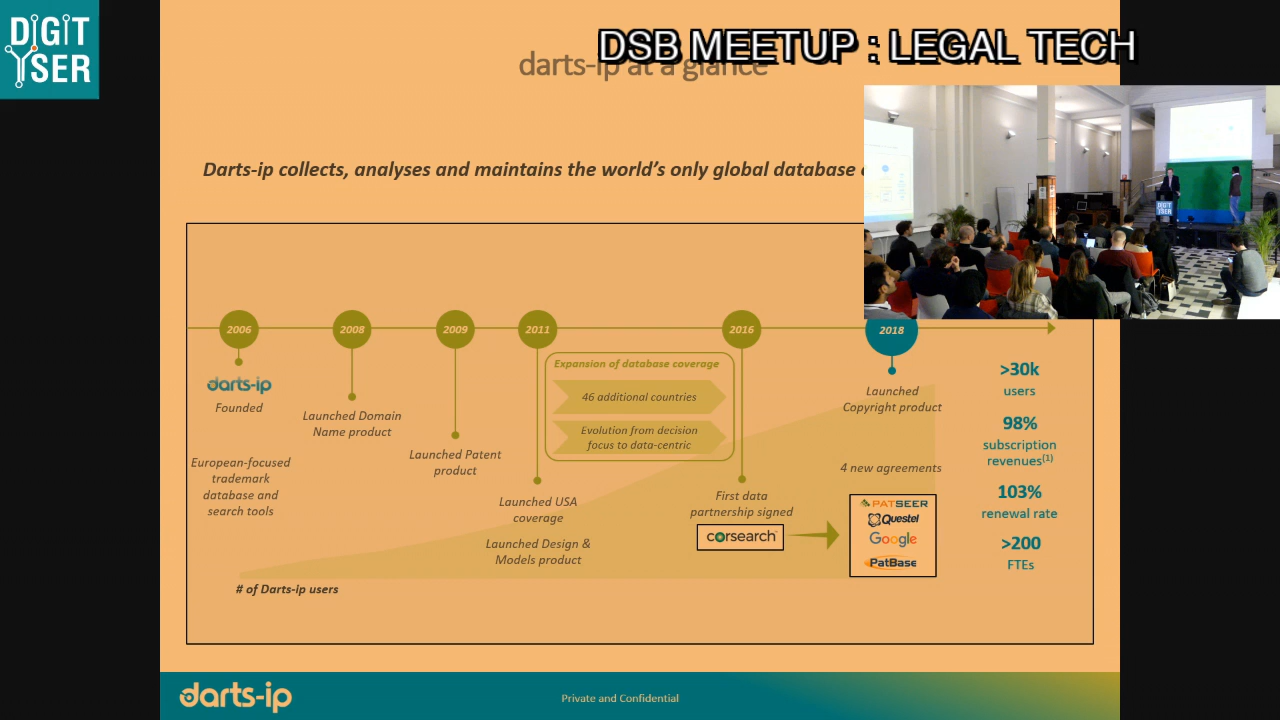 DIGIT
YSER
DSB MEETUP : LEGAL TECH
darts-ip at a glance
Darts-ip collects, analyses and maintains the world's only global database
DIGIT
YSER
2006
2008
2009
2011
2016
2018
darts-ip
Founded
European-focused
trademark
database and
search tools
Launched Domain
Name product
Launched Patent
product
Launched USA
coverage
Launched Design &
Models product
Expansion of database coverage
46 additional countries
Evolution from decision
focus to data-centric
First data
partnership signed
corsearch
Launched
Copyright product
4 new agreements
PATSEER
Questel
Google
PatBase
>30k
users
98%
subscription
revenues(1)
103%
renewal rate
>200
FTEs
# of Darts-ip users
darts-ip
Private and Confidential